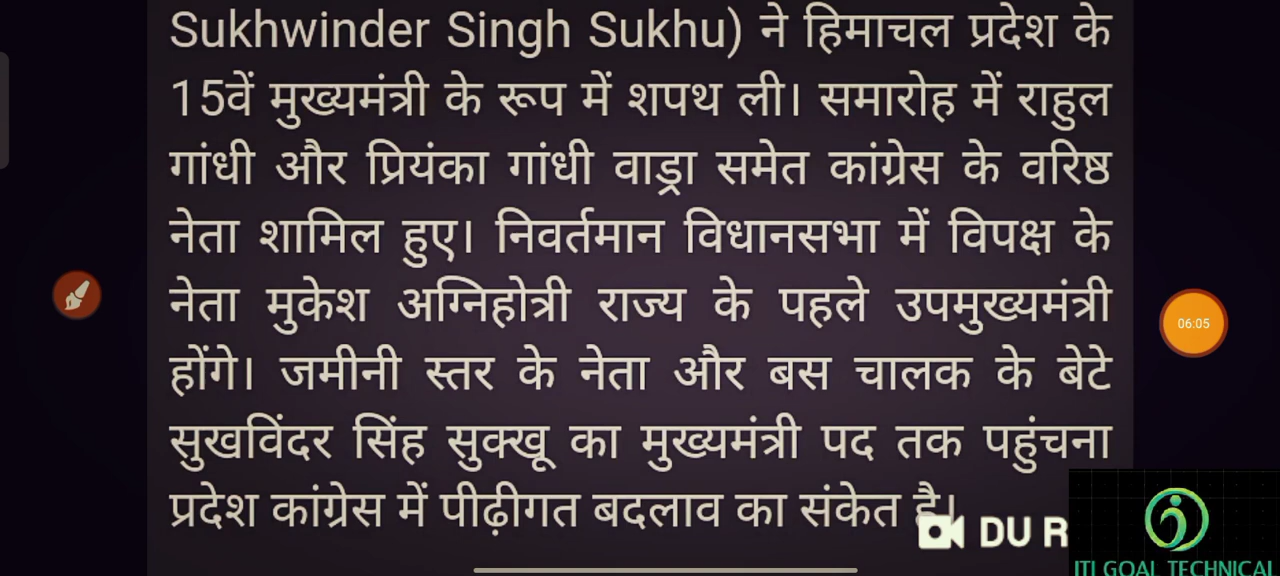 Sukhwinder Singh Sukhu) ने हिमाचल प्रदेश के
15वें मुख्यमंत्री के रूप में शपथ ली। समारोह में राहुल
गांधी और प्रियंका गांधी वाड्रा समेत कांग्रेस के वरिष्ठ
नेता शामिल हुए। निवर्तमान विधानसभा में विपक्ष के
नेता मुकेश अग्निहोत्री राज्य के पहले उपमुख्यमंत्री
06:05
होंगे। जमीनी स्तर के नेता और बस चालक के बेटे
सुखविंदर सिंह सुक्खू का मुख्यमंत्री पद तक पहुंचना
प्रदेश कांग्रेस में पीढ़ीगत बदलाव का संकेत है।
DU R
ITI GOAL TECHNICAL